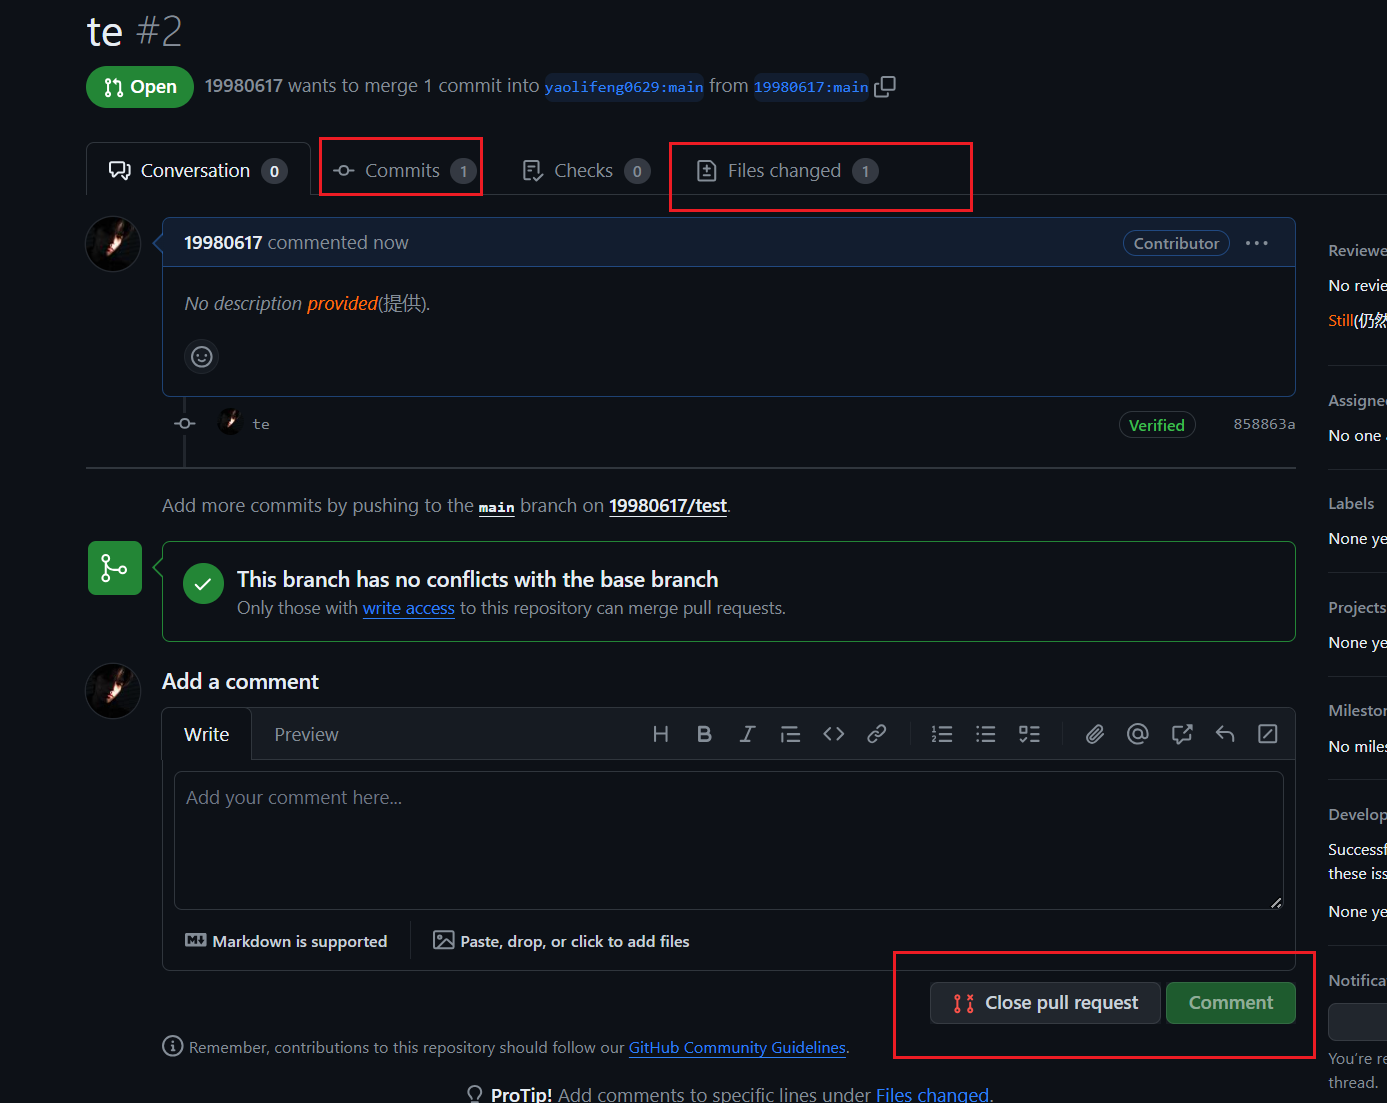 te #2
Open 19980617 wants to merge 1 commit into yaolifeng0629:main from 19980617:main
Conversation 0 Commits 1 Checks 0 Files changed 1
19980617 commented now Contributor
No description provided(提供).
te Verified 858863a
Add more commits by pushing to the main branch on 19980617/test.
This branch has no conflicts with the base branch
Only those with write access to this repository can merge pull requests.
Add a comment
Write Preview
Add your comment here...
Markdown is supported Paste, drop, or click to add files
Close pull request Comment
Remember, contributions to this repository should follow our GitHub Community Guidelines.
ProTip! Add comments to specific lines under Files changed.
Reviewe
No revie
Still(仍然
Assignee
No one
Labels
None ye
Projects
None ye
Mileston
No miles
Develop
Successf
these iss
None ye
Notifica
You're re
thread.